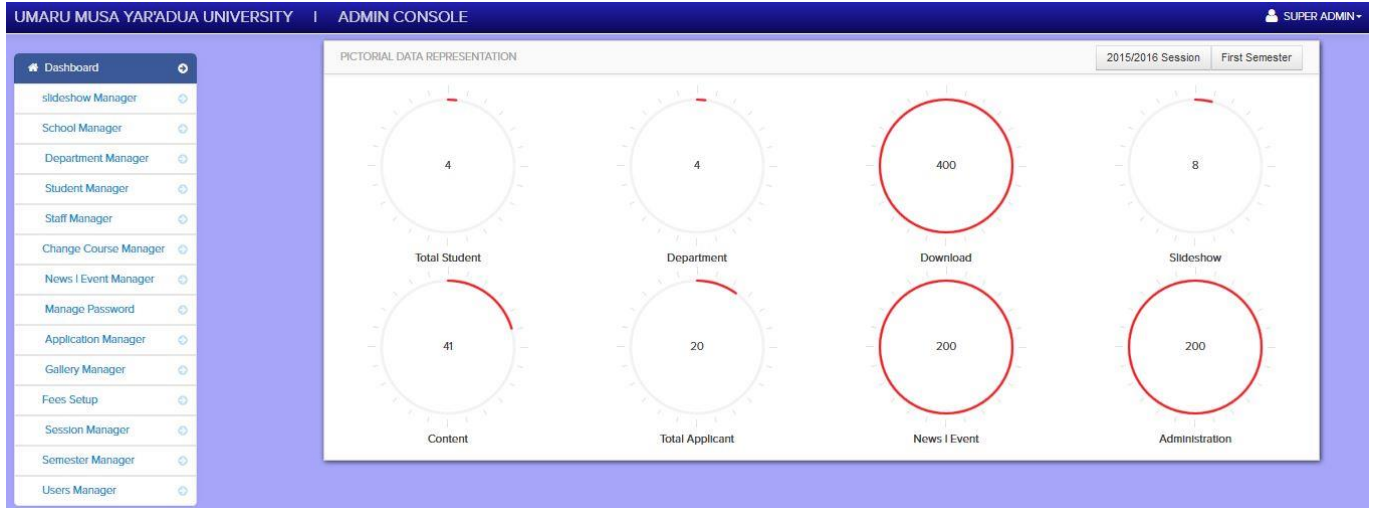 UMARU MUSA YAR'ADUA UNIVERSITY | ADMIN CONSOLE
SUPER ADMIN
Dashboard
slideshow Manager
School Manager
Department Manager
Student Manager
Staff Manager
Change Course Manager
News | Event Manager
Manage Password
Application Manager
Gallery Manager
Fees Setup
Session Manager
Semester Manager
Users Manager
PICTORIAL DATA REPRESENTATION
2015/2016 Session First Semester
4 4 400 8
Total Student Department Download Slideshow
41 20 200 200
Content Total Applicant News | Event Administration